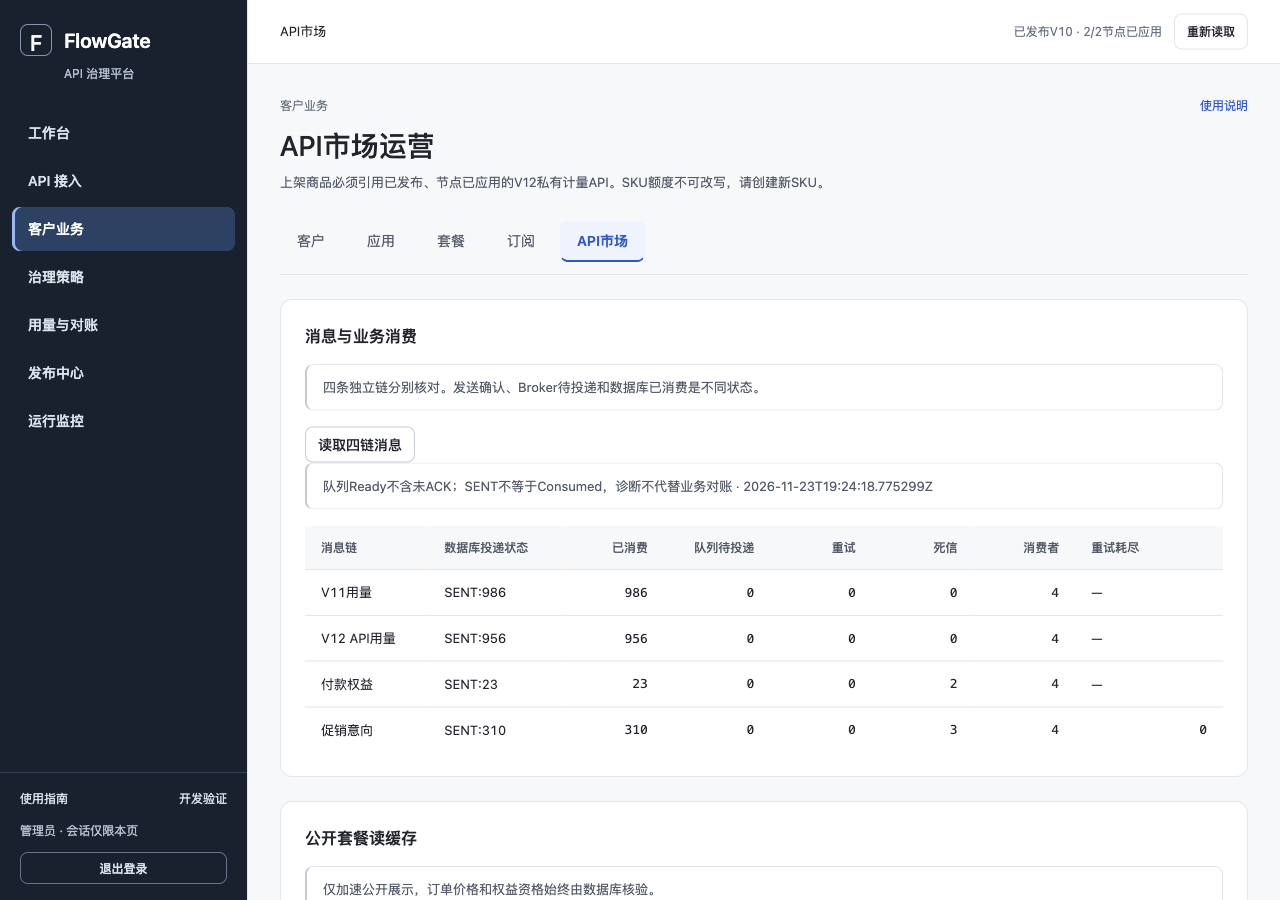 F FlowGate
API 治理平台
工作台
API 接入
客户业务
治理策略
用量与对账
发布中心
运行监控
使用指南 开发验证
管理员 · 会话仅限本页
退出登录
API市场 已发布V10 · 2/2节点已应用 重新读取
客户业务 使用说明
API市场运营
上架商品必须引用已发布、节点已应用的V12私有计量API。SKU额度不可改写，请创建新SKU。
客户 应用 套餐 订阅 API市场
消息与业务消费
四条独立链分别核对。发送确认、Broker待投递和数据库已消费是不同状态。
读取四链消息
队列Ready不含未ACK；SENT不等于Consumed，诊断不代替业务对账 · 2026-11-23T19:24:18.775299Z
消息链 数据库投递状态 已消费 队列待投递 重试 死信 消费者 重试耗尽
V11用量 SENT:986 986 0 0 0 4 —
V12 API用量 SENT:956 956 0 0 0 4 —
付款权益 SENT:23 23 0 0 2 4 —
促销意向 SENT:310 310 0 0 3 4 0
公开套餐读缓存
仅加速公开展示，订单价格和权益资格始终由数据库核验。